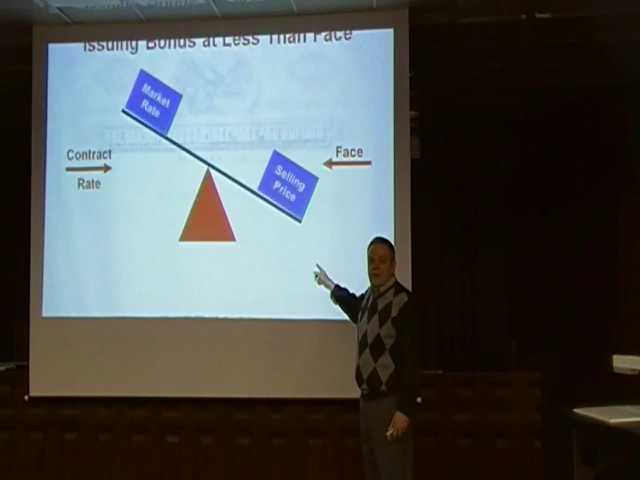 Issuing Bonds at Less Than Face
Market
Rate
Contract
Rate
Face
Selling
Price